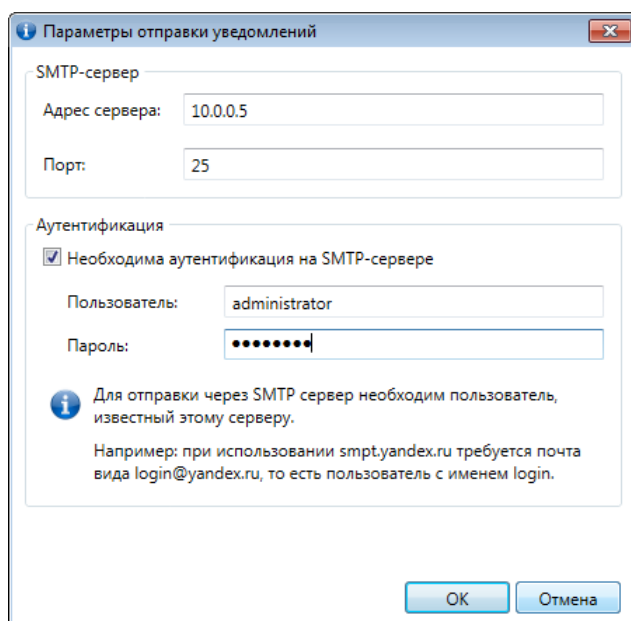 Параметры отправки уведомлений
SMTP-сервер
Адрес сервера: 10.0.0.5
Порт: 25
Аутентификация
Необходима аутентификация на SMTP-сервере
Пользователь: administrator
Пароль: ••••••••
Для отправки через SMTP сервер необходим пользователь,
известный этому серверу.
Например: при использовании smpt.yandex.ru требуется почта
вида login@yandex.ru, то есть пользователь с именем login.
OK Отмена